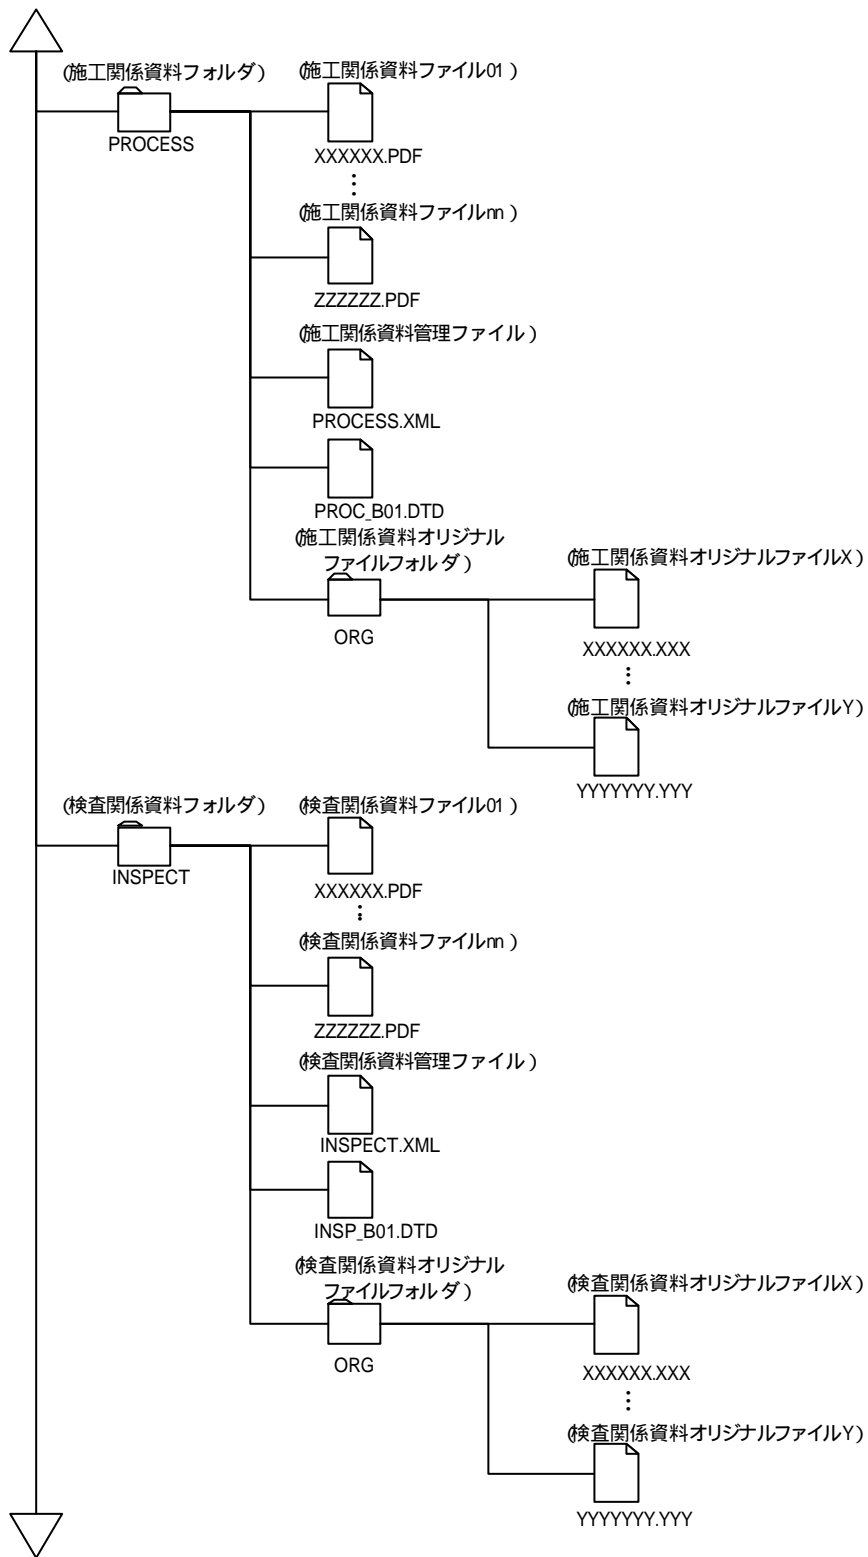 (施工関係資料フォルダ)
PROCESS
(施工関係資料ファイル01)
XXXXXX.PDF
(施工関係資料ファイルnn)
ZZZZZZ.PDF
(施工関係資料管理ファイル)
PROCESS.XML
PROC_B01.DTD
(施工関係資料オリジナル
ファイルフォルダ)
ORG
(施工関係資料オリジナルファイルX)
XXXXXX.XXX
(施工関係資料オリジナルファイルY)
YYYYYYY.YYY
(検査関係資料フォルダ)
INSPECT
(検査関係資料ファイル01)
XXXXXX.PDF
(検査関係資料ファイルnn)
ZZZZZZ.PDF
(検査関係資料管理ファイル)
INSPECT.XML
INSP_B01.DTD
(検査関係資料オリジナル
ファイルフォルダ)
ORG
(検査関係資料オリジナルファイルX)
XXXXXX.XXX
(検査関係資料オリジナルファイルY)
YYYYYYY.YYY